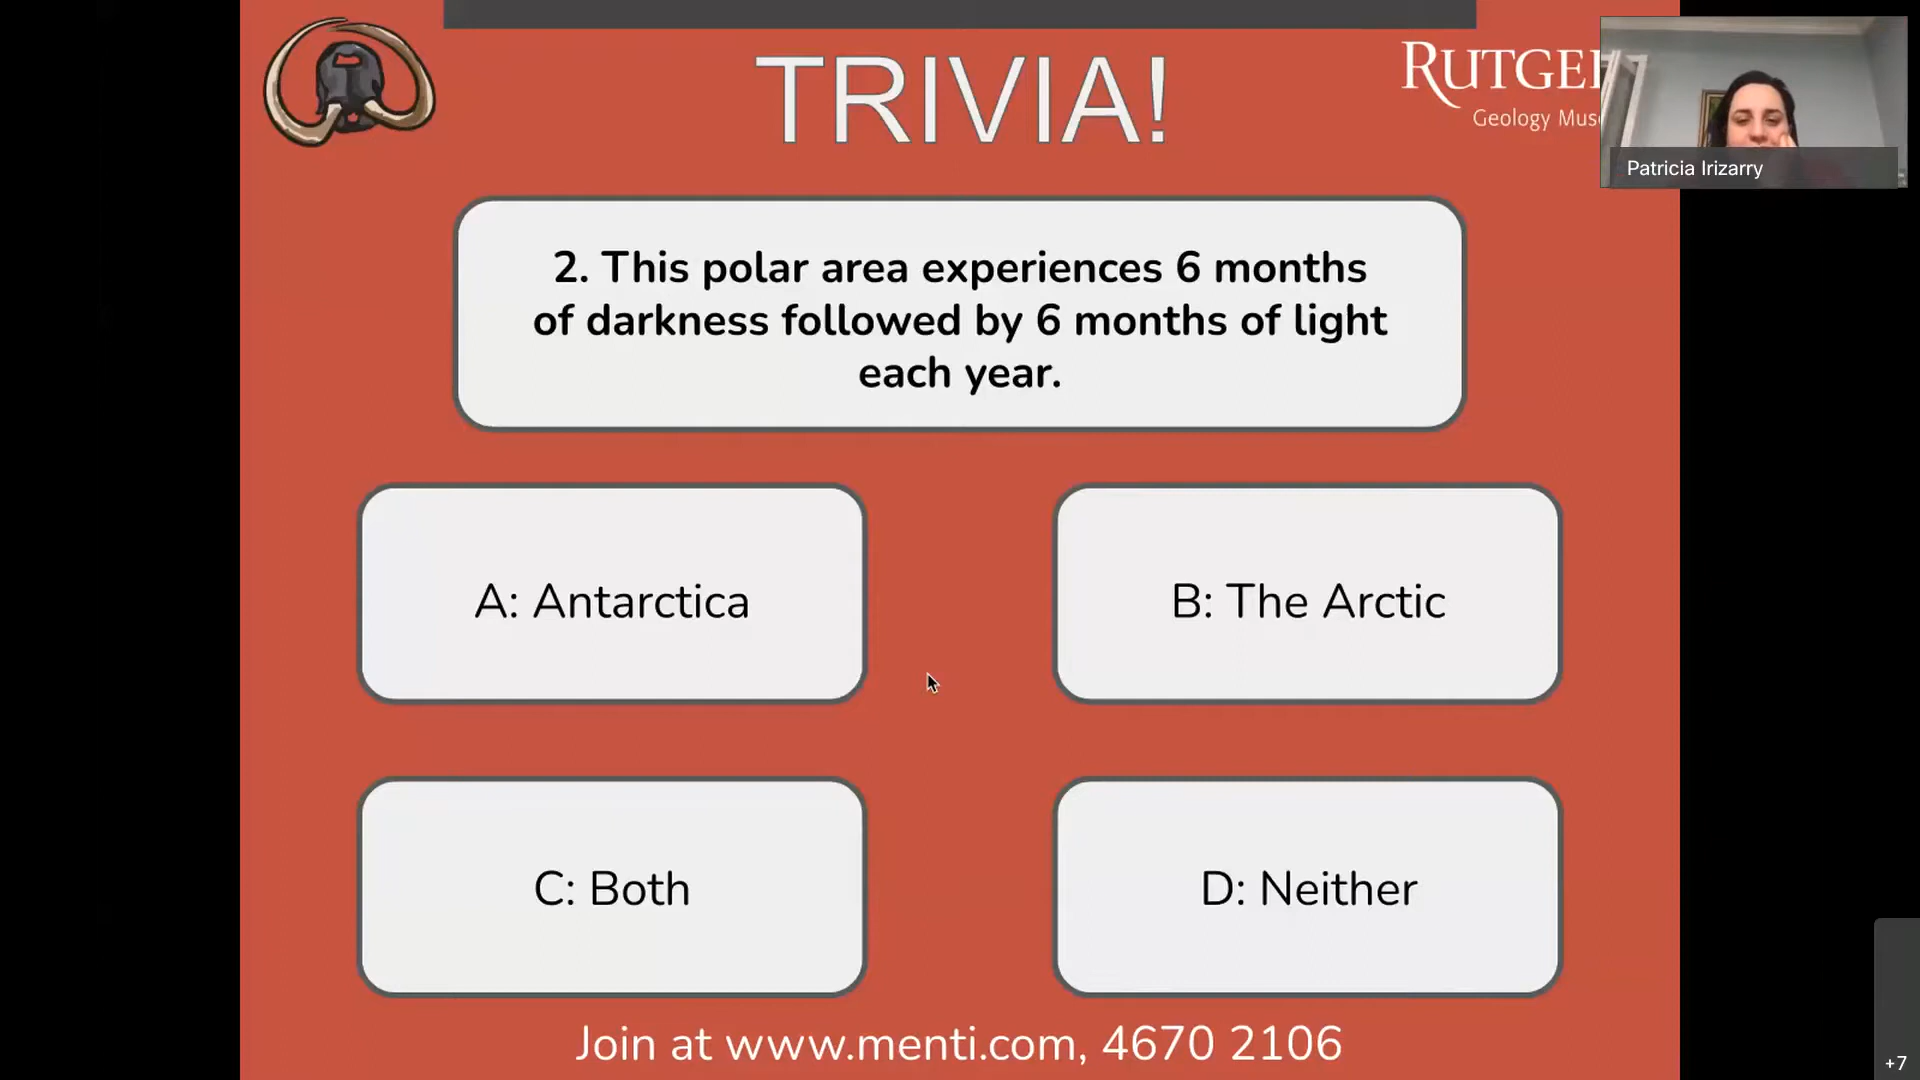 TRIVIA!
RUTGE
Geology Mus
Patricia Irizarry
2. This polar area experiences 6 months
of darkness followed by 6 months of light
each year.
A: Antarctica
B: The Arctic
C: Both
D: Neither
Join at www.menti.com, 4670 2106
+7